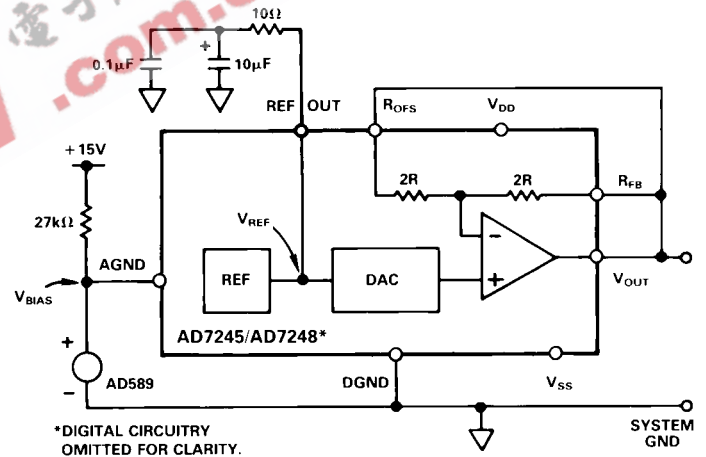 10Ω
+
0.1μF
10μF
REF OUT
ROFS
VDD
+15V
2R
2R
RFB
27kΩ
VREF
−
AGND
REF
DAC
+
VOUT
VBIAS
AD7245/AD7248*
+
AD589
−
DGND
VSS
*DIGITAL CIRCUITRY
OMITTED FOR CLARITY.
SYSTEM
GND
.com